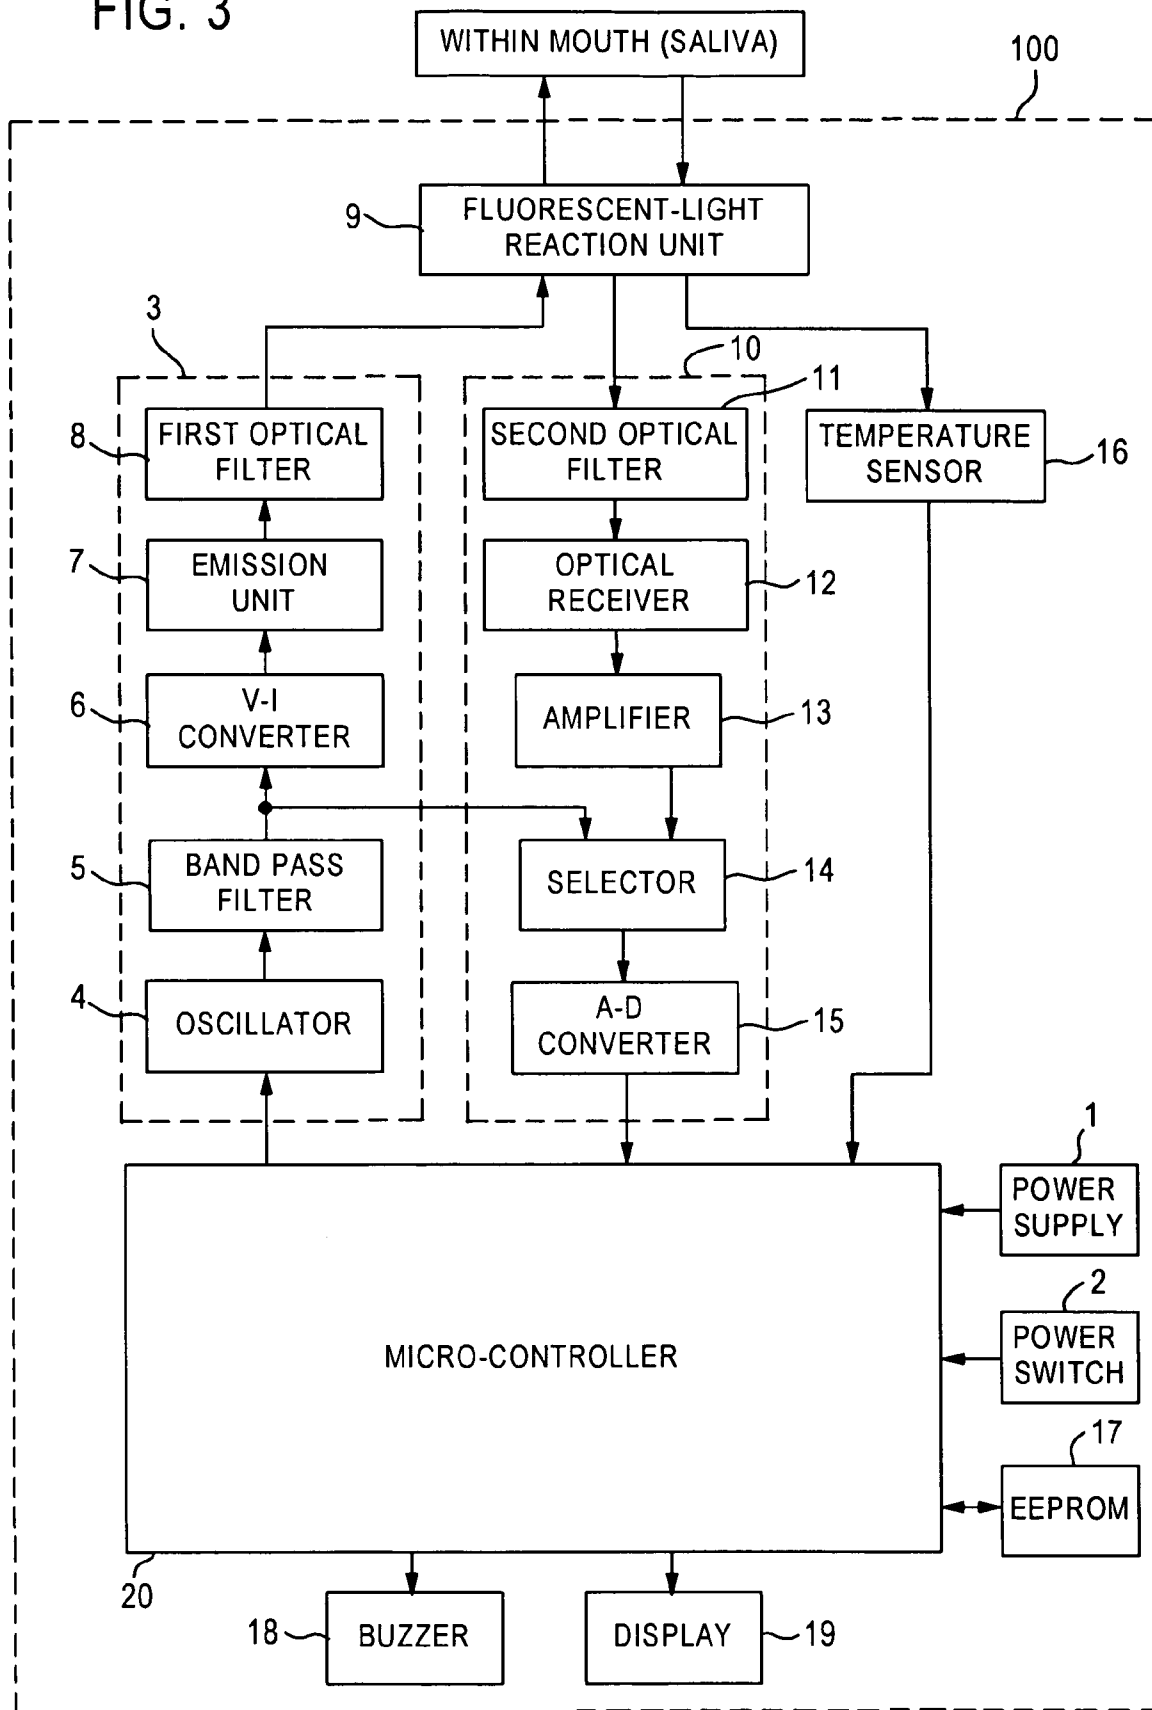 FIG. 3
WITHIN MOUTH (SALIVA)
100
9
FLUORESCENT-LIGHT
REACTION UNIT
3
10
11
8
FIRST OPTICAL
FILTER
SECOND OPTICAL
FILTER
TEMPERATURE
SENSOR
16
7
EMISSION
UNIT
OPTICAL
RECEIVER
12
6
V-I
CONVERTER
AMPLIFIER
13
5
BAND PASS
FILTER
SELECTOR
14
4
OSCILLATOR
A-D
CONVERTER
15
1
POWER
SUPPLY
2
POWER
SWITCH
MICRO-CONTROLLER
17
EEPROM
20
18
BUZZER
DISPLAY
19